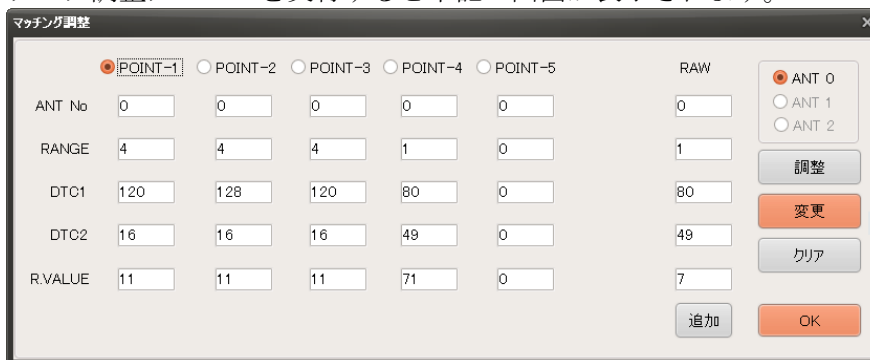 マッチング調整
POINT-1 POINT-2 POINT-3 POINT-4 POINT-5 RAW
ANT 0
ANT No 0 0 0 0 0 0
ANT 1
ANT 2
RANGE 4 4 4 1 0 1
調整
DTC1 120 128 120 80 0 80
変更
DTC2 16 16 16 49 0 49
クリア
R.VALUE 11 11 11 71 0 7
追加 OK